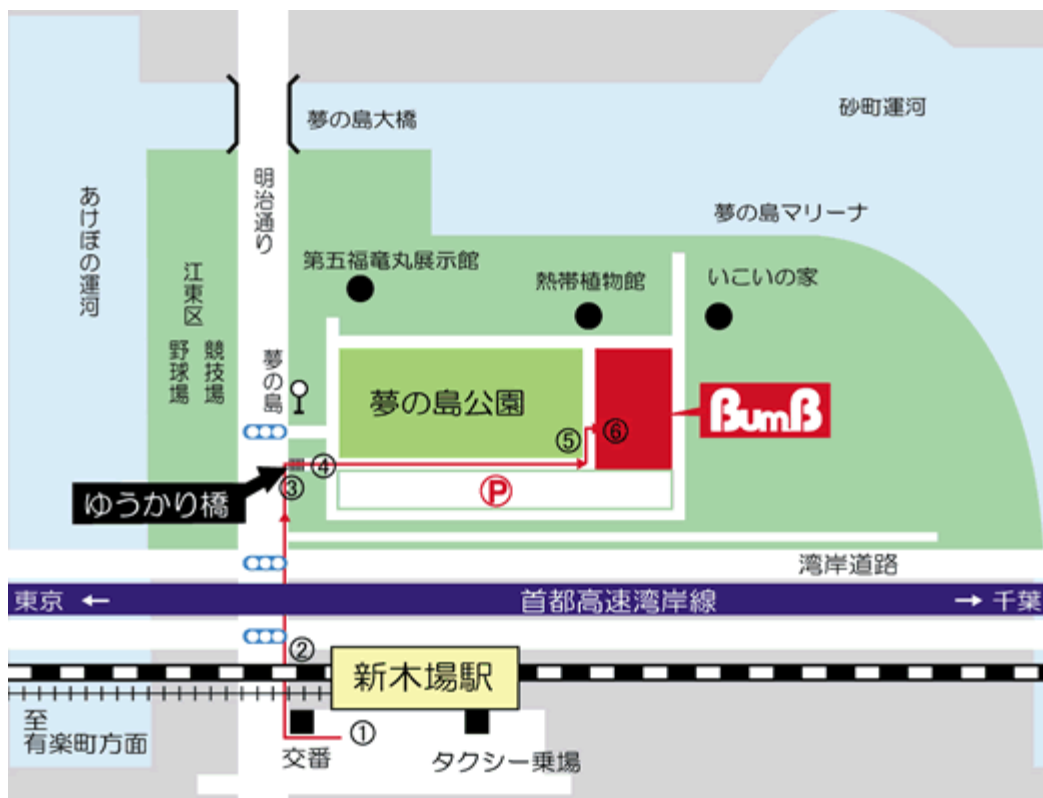 夢の島大橋
砂町運河
明治通り
あけぼの運河
夢の島マリーナ
第五福竜丸展示館
熱帯植物館
いこいの家
江東区
競技場
野球場
夢の島
夢の島公園
BumB
⑤
⑥
④
③
P
ゆうかり橋
湾岸道路
東京 ←
首都高速湾岸線
→ 千葉
②
新木場駅
至
有楽町方面
①
交番
タクシー乗場